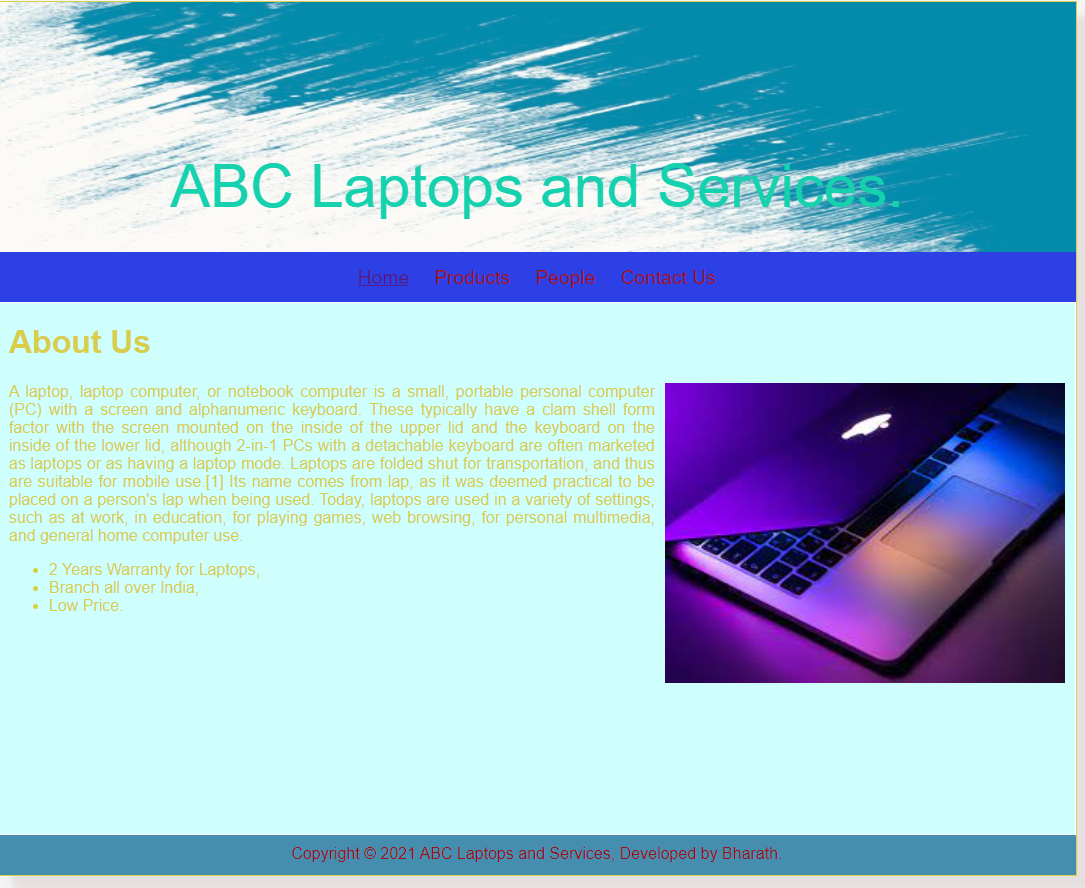 ABC Laptops and Services.
Home Products People Contact Us
About Us
A laptop, laptop computer, or notebook computer is a small, portable personal computer
(PC) with a screen and alphanumeric keyboard. These typically have a clam shell form
factor with the screen mounted on the inside of the upper lid and the keyboard on the
inside of the lower lid, although 2-in-1 PCs with a detachable keyboard are often marketed
as laptops or as having a laptop mode. Laptops are folded shut for transportation, and thus
are suitable for mobile use.[1] Its name comes from lap, as it was deemed practical to be
placed on a person's lap when being used. Today, laptops are used in a variety of settings,
such as at work, in education, for playing games, web browsing, for personal multimedia,
and general home computer use.
• 2 Years Warranty for Laptops,
• Branch all over India,
• Low Price.
Copyright © 2021 ABC Laptops and Services, Developed by Bharath.